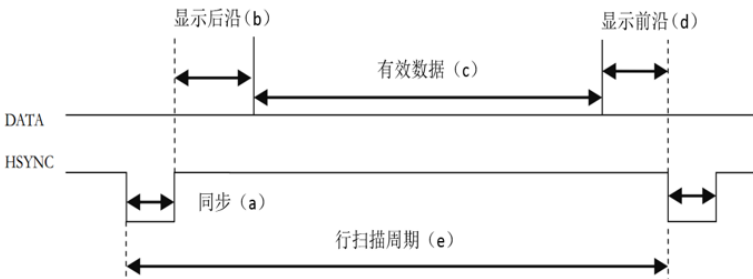 显示后沿（b）
显示前沿（d）
有效数据（c）
DATA
HSYNC
同步（a）
行扫描周期（e）